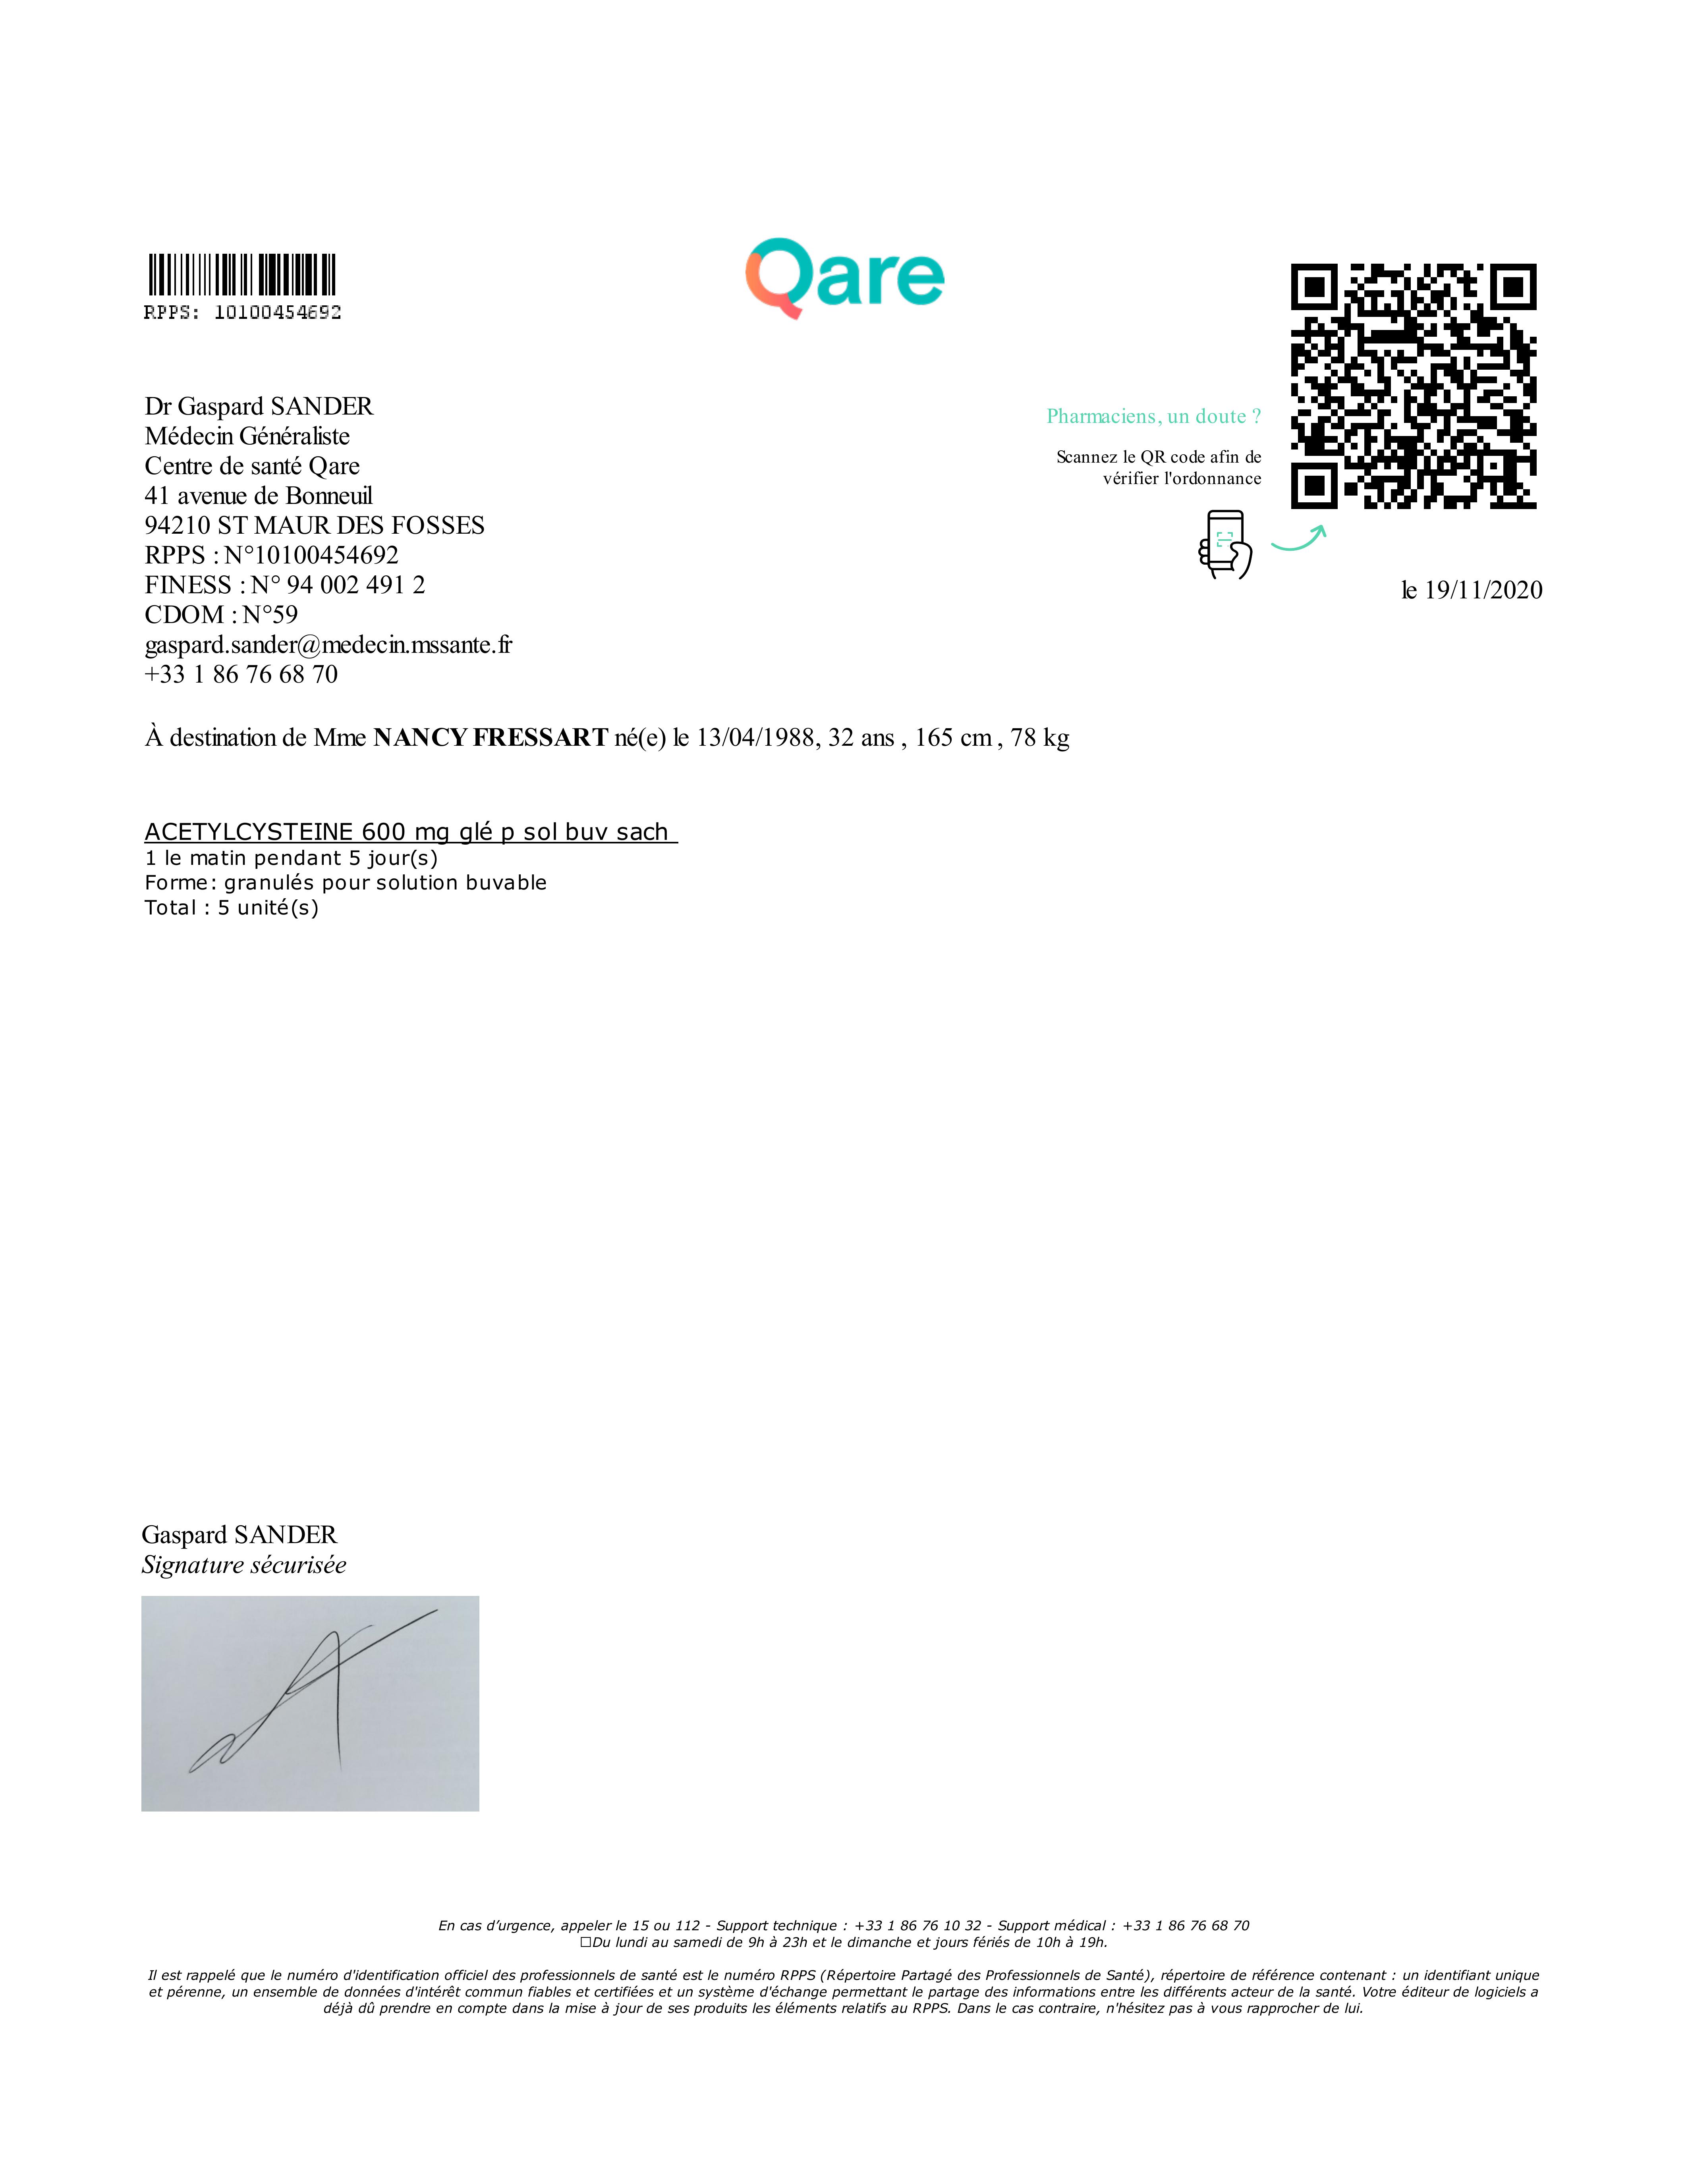 RPPS: 10100454692
Qare
Dr Gaspard SANDER
Médecin Généraliste
Centre de santé Qare
41 avenue de Bonneuil
94210 ST MAUR DES FOSSES
RPPS : N°10100454692
FINESS : N° 94 002 491 2
CDOM : N°59
gaspard.sander@medecin.mssante.fr
+33 1 86 76 68 70
Pharmaciens, un doute ?
Scannez le QR code afin de
vérifier l'ordonnance
le 19/11/2020
À destination de Mme NANCY FRESSART né(e) le 13/04/1988, 32 ans , 165 cm , 78 kg
ACETYLCYSTEINE 600 mg glé p sol buv sach
1 le matin pendant 5 jour(s)
Forme: granulés pour solution buvable
Total : 5 unité(s)
Gaspard SANDER
Signature sécurisée
En cas d’urgence, appeler le 15 ou 112 - Support technique : +33 1 86 76 10 32 - Support médical : +33 1 86 76 68 70
□Du lundi au samedi de 9h à 23h et le dimanche et jours fériés de 10h à 19h.
Il est rappelé que le numéro d'identification officiel des professionnels de santé est le numéro RPPS (Répertoire Partagé des Professionnels de Santé), répertoire de référence contenant : un identifiant unique
et pérenne, un ensemble de données d'intérêt commun fiables et certifiées et un système d'échange permettant le partage des informations entre les différents acteur de la santé. Votre éditeur de logiciels a
déjà dû prendre en compte dans la mise à jour de ses produits les éléments relatifs au RPPS. Dans le cas contraire, n'hésitez pas à vous rapprocher de lui.